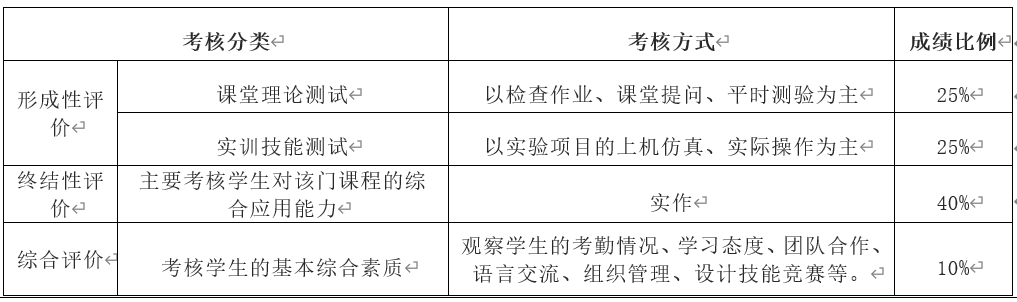 考核分类 考核方式 成绩比例
形成性评价 课堂理论测试 以检查作业、课堂提问、平时测验为主 25%
实训技能测试 以实验项目的上机仿真、实际操作为主 25%
终结性评价 主要考核学生对该门课程的综合应用能力 实作 40%
综合评价 考核学生的基本综合素质 观察学生的考勤情况、学习态度、团队合作、
语言交流、组织管理、设计技能竞赛等。 10%